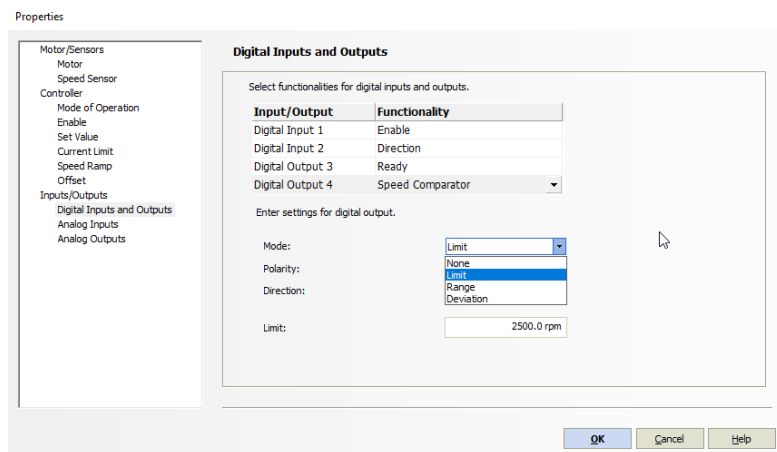 Properties
Motor/Sensors
Motor
Speed Sensor
Controller
Mode of Operation
Enable
Set Value
Current Limit
Speed Ramp
Offset
Inputs/Outputs
Digital Inputs and Outputs
Analog Inputs
Analog Outputs
Digital Inputs and Outputs
Select functionalities for digital inputs and outputs.
Input/Output Functionality
Digital Input 1 Enable
Digital Input 2 Direction
Digital Output 3 Ready
Digital Output 4 Speed Comparator
Enter settings for digital output.
Mode: Limit
None
Limit
Range
Deviation
Polarity:
Direction:
Limit: 2500.0 rpm
OK Cancel Help